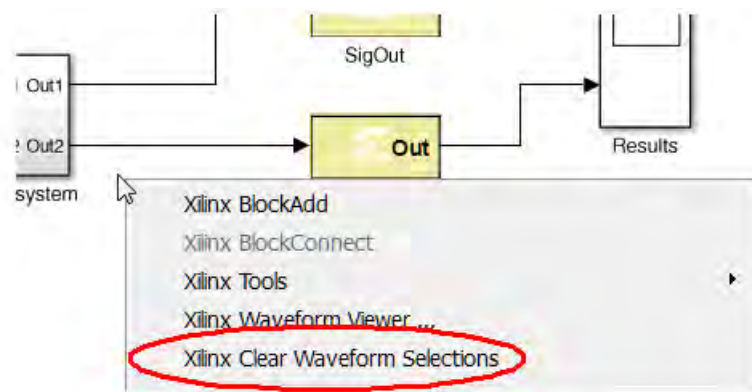 SigOut
Out1
Out2
Out
Results
system
Xilinx BlockAdd
Xilinx BlockConnect
Xilinx Tools
Xilinx Waveform Viewer ...
Xilinx Clear Waveform Selections